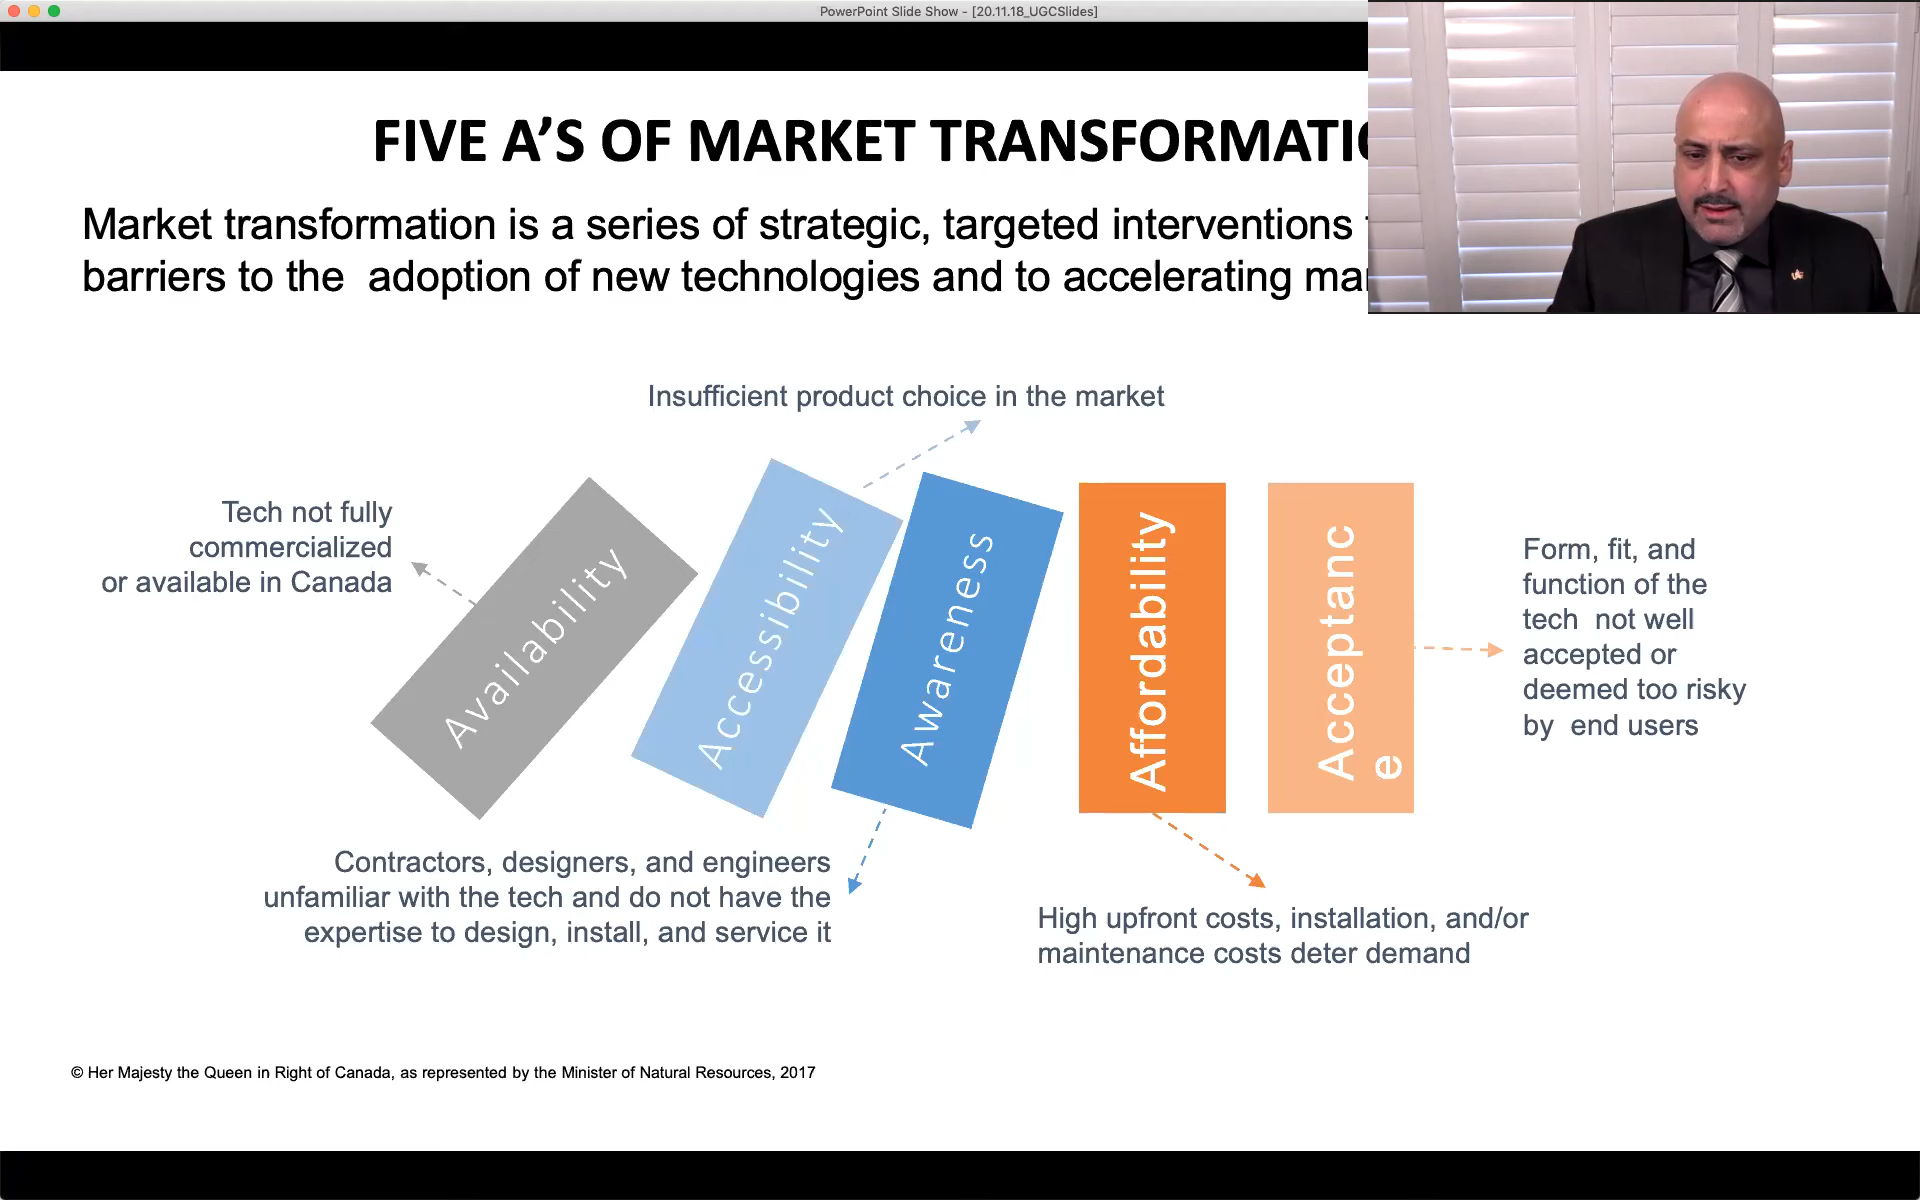 PowerPoint Slide Show - [20.11.18_UGCSlides]
FIVE A’S OF MARKET TRANSFORMATIO
Market transformation is a series of strategic, targeted interventions
barriers to the  adoption of new technologies and to accelerating
Insufficient product choice in the market
Tech not fully
commercialized
or available in Canada
Availability
Accessibility
Awareness
Affordability
Acceptanc
e
Form, fit, and
function of the
tech  not well
accepted or
deemed too risky
by  end users
Contractors, designers, and engineers
unfamiliar with the tech and do not have the
expertise to design, install, and service it
High upfront costs, installation, and/or
maintenance costs deter demand
© Her Majesty the Queen in Right of Canada, as represented by the Minister of Natural Resources, 2017